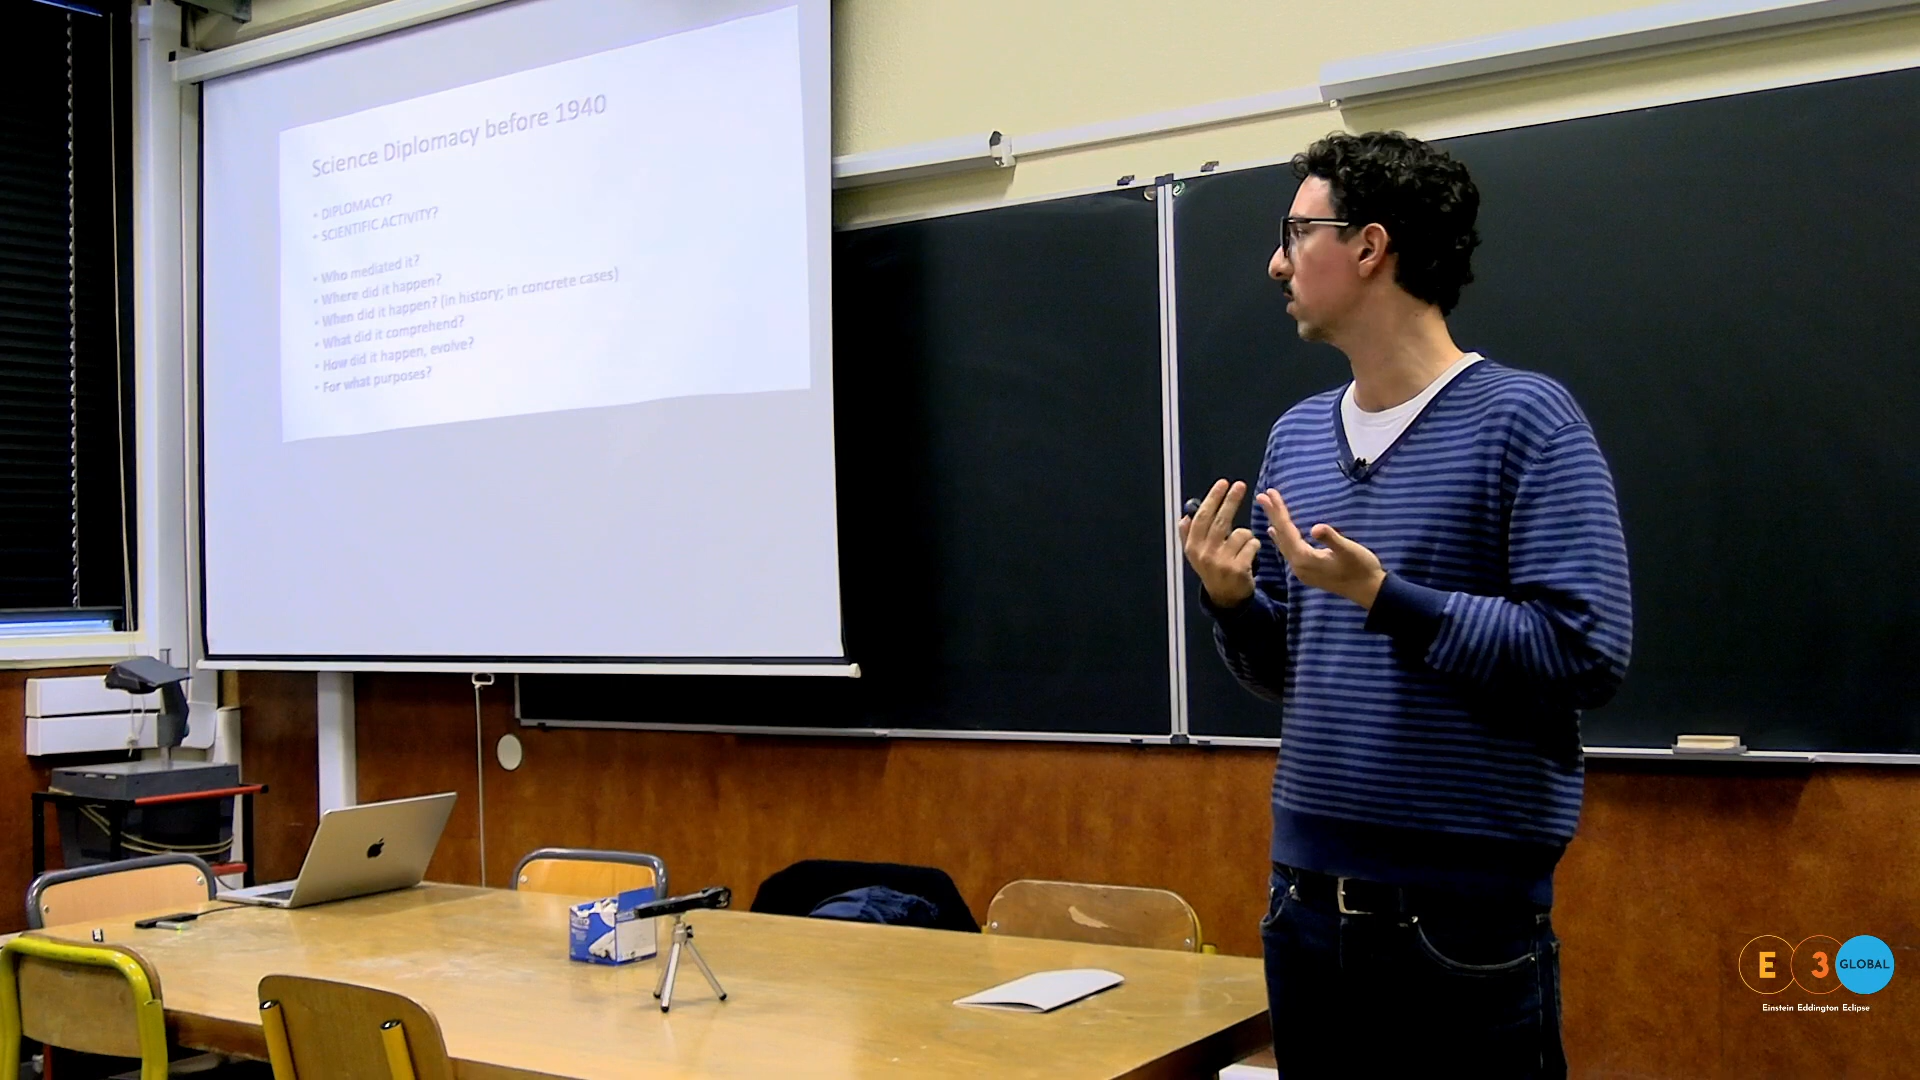 Science Diplomacy before 1940
• DIPLOMACY?
• SCIENTIFIC ACTIVITY?
• Who mediated it?
• Where did it happen?
• When did it happen? (in history; in concrete cases)
• What did it comprehend?
• How did it happen, evolve?
• For what purposes?
E 3 GLOBAL
Einstein Eddington Eclipse